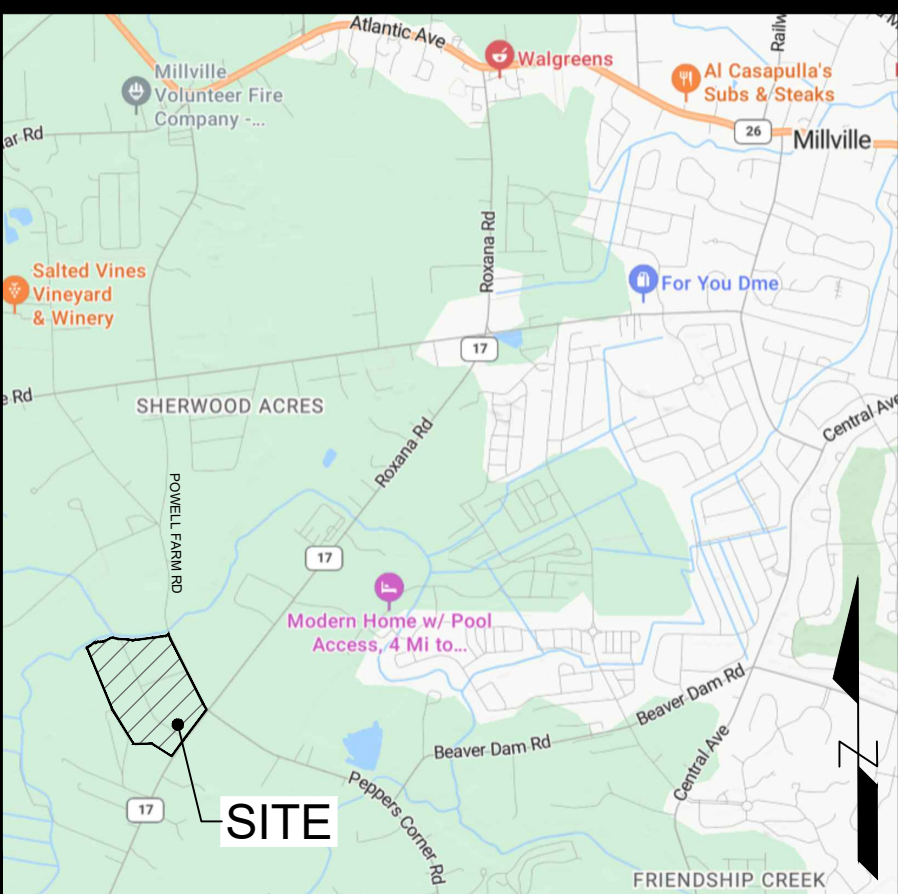 Atlantic Ave
Walgreens
Millville
Volunteer Fire
Company -...
Al Casapulla's
Subs & Steaks
26
Millville
ar Rd
Roxana Rd
Salted Vines
Vineyard
& Winery
For You Dme
17
e Rd
SHERWOOD ACRES
Central Ave
Roxana Rd
POWELL FARM RD
17
Modern Home w/ Pool
Access, 4 Mi to...
Beaver Dam Rd
Beaver Dam Rd
Central Ave
Peppers Corner Rd
17
SITE
Z
FRIENDSHIP CREEK